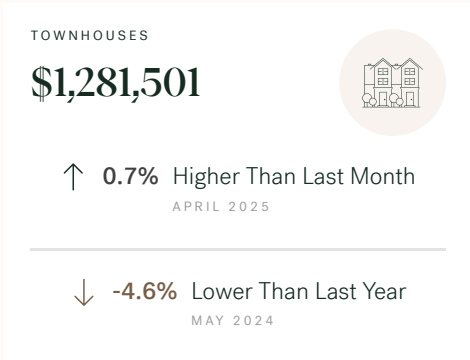 TOWNHOUSES
$1,281,501
0.7% Higher Than Last Month
APRIL 2025
-4.6% Lower Than Last Year
MAY 2024